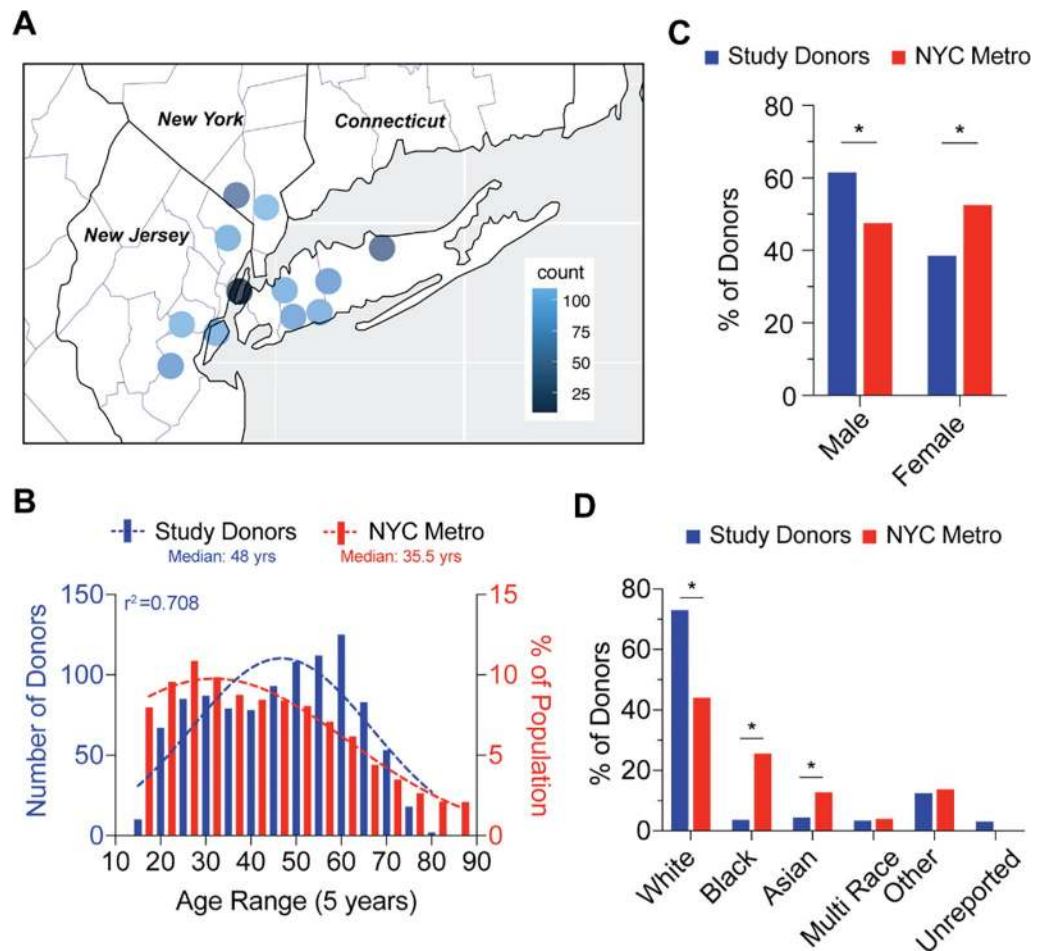 A
New York
Connecticut
New Jersey
count
100
75
50
25
B
Study Donors NYC Metro
Median: 48 yrs Median: 35.5 yrs
r²=0.708
Number of Donors
150
100
50
0
% of Population
15
10
5
0
10 20 30 40 50 60 70 80 90
Age Range (5 years)
C
Study Donors NYC Metro
% of Donors
80
60
40
20
0
* *
Male Female
D
Study Donors NYC Metro
% of Donors
80
60
40
20
0
* * *
White Black Asian Multi Race Other Unreported